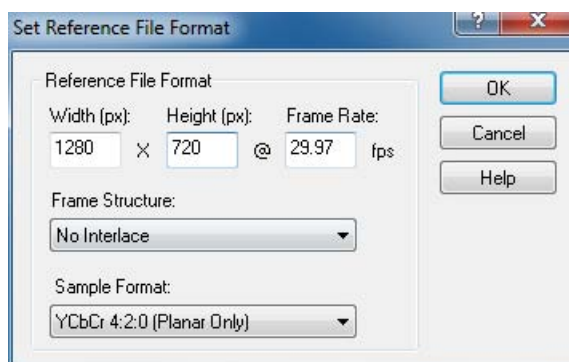 Set Reference File Format
?
X
Reference File Format
OK
Width (px): Height (px): Frame Rate:
1280 X 720 @ 29.97 fps
Cancel
Help
Frame Structure:
No Interlace
Sample Format:
YCbCr 4:2:0 (Planar Only)